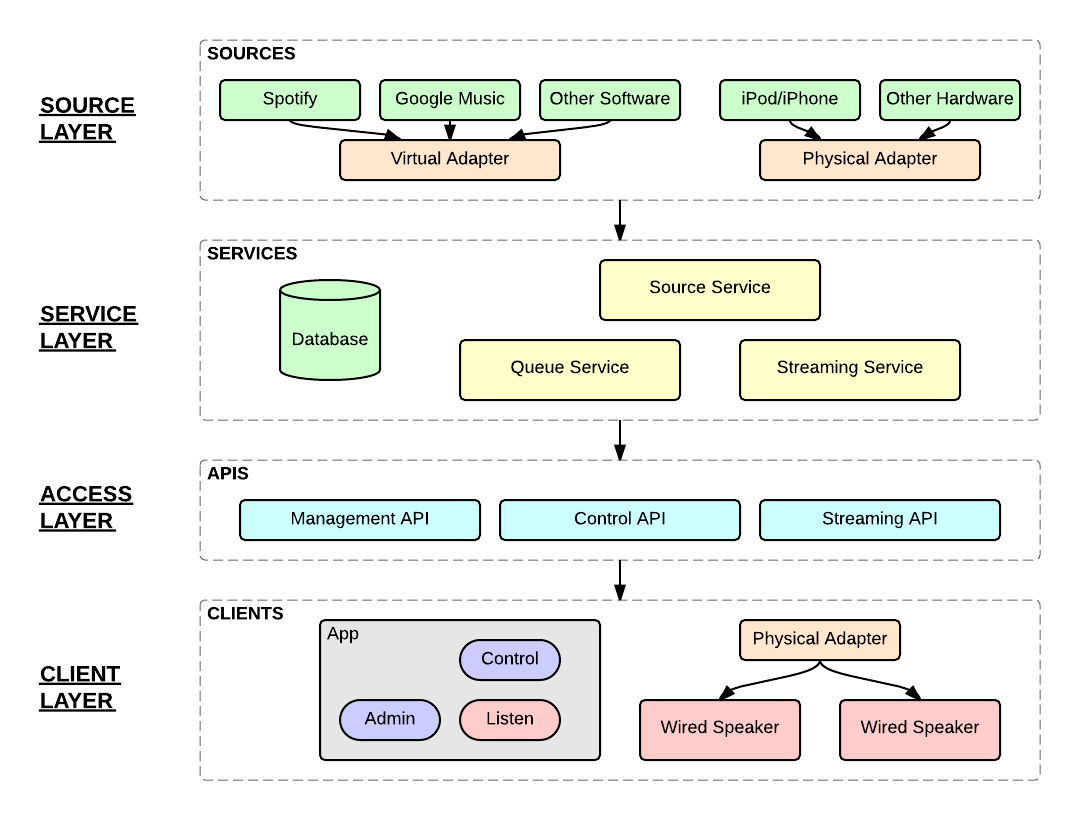 SOURCES
SOURCE
LAYER
Spotify
Google Music
Other Software
iPod/iPhone
Other Hardware
Virtual Adapter
Physical Adapter
SERVICES
SERVICE
LAYER
Source Service
Database
Queue Service
Streaming Service
APIS
ACCESS
LAYER
Management API
Control API
Streaming API
CLIENTS
CLIENT
LAYER
App
Control
Admin
Listen
Physical Adapter
Wired Speaker
Wired Speaker